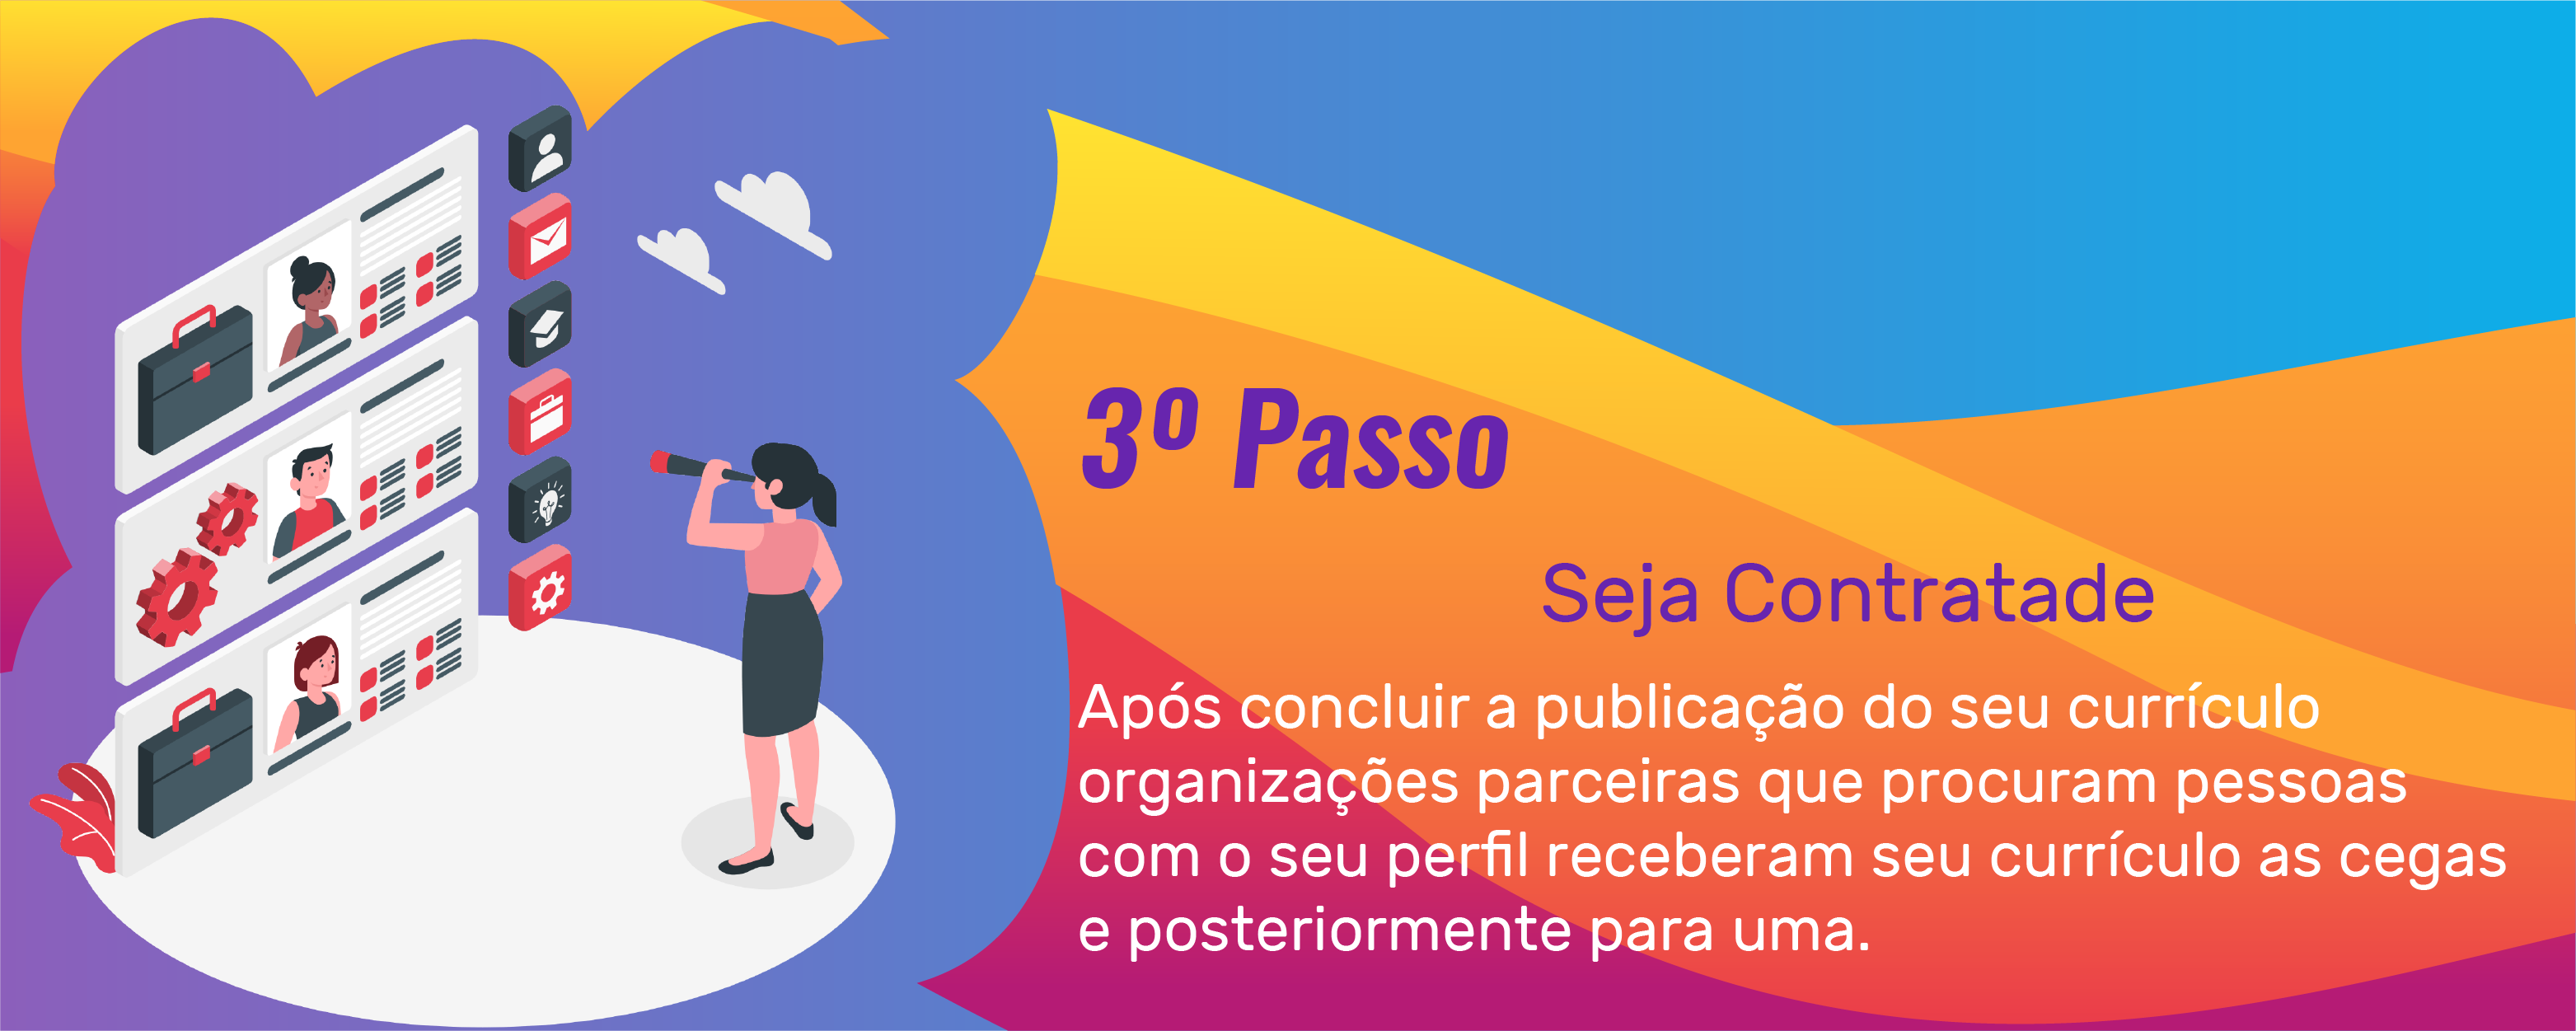 3º Passo
Seja Contratade
Após concluir a publicação do seu currículo
organizações parceiras que procuram pessoas
com o seu perfil receberam seu currículo as cegas
e posteriormente para uma.